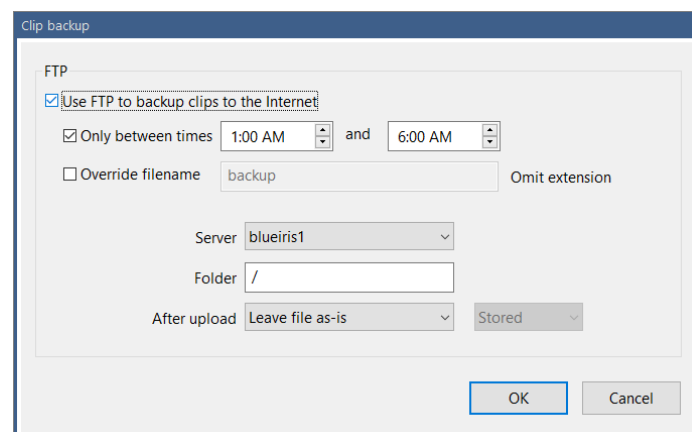 Clip backup
FTP
Use FTP to backup clips to the Internet
Only between times 1:00 AM and 6:00 AM
Override filename backup Omit extension
Server blueiris1
Folder /
After upload Leave file as-is Stored
OK Cancel